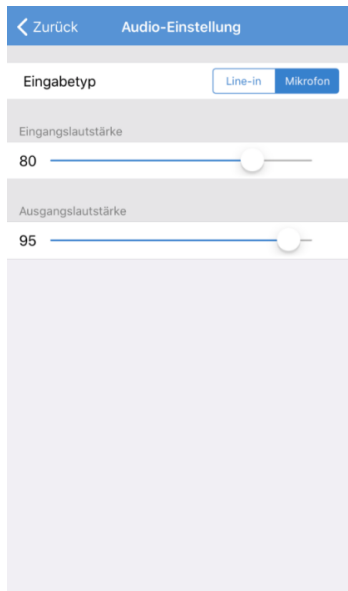 Zurück Audio-Einstellung
Eingabetyp Line-in Mikrofon
Eingangslautstärke
80
Ausgangslautstärke
95